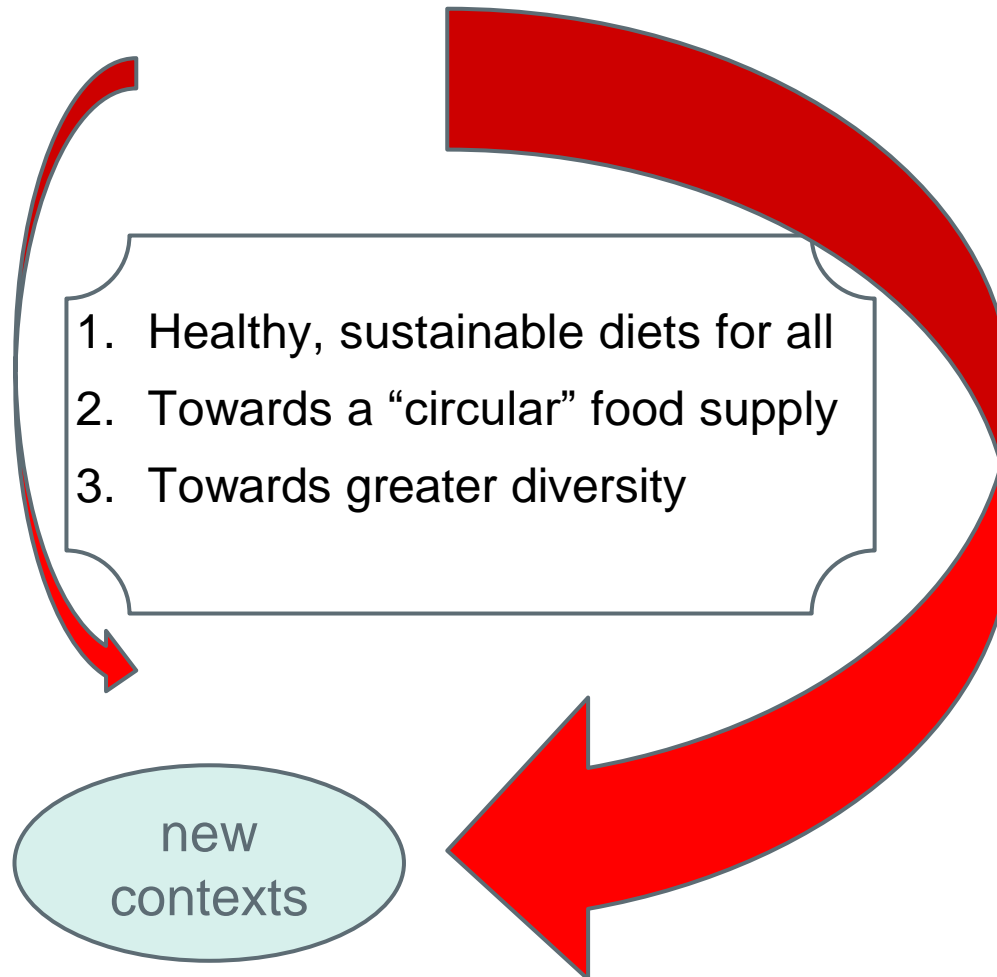 1. Healthy, sustainable diets for all
2. Towards a “circular” food supply
3. Towards greater diversity
new
contexts